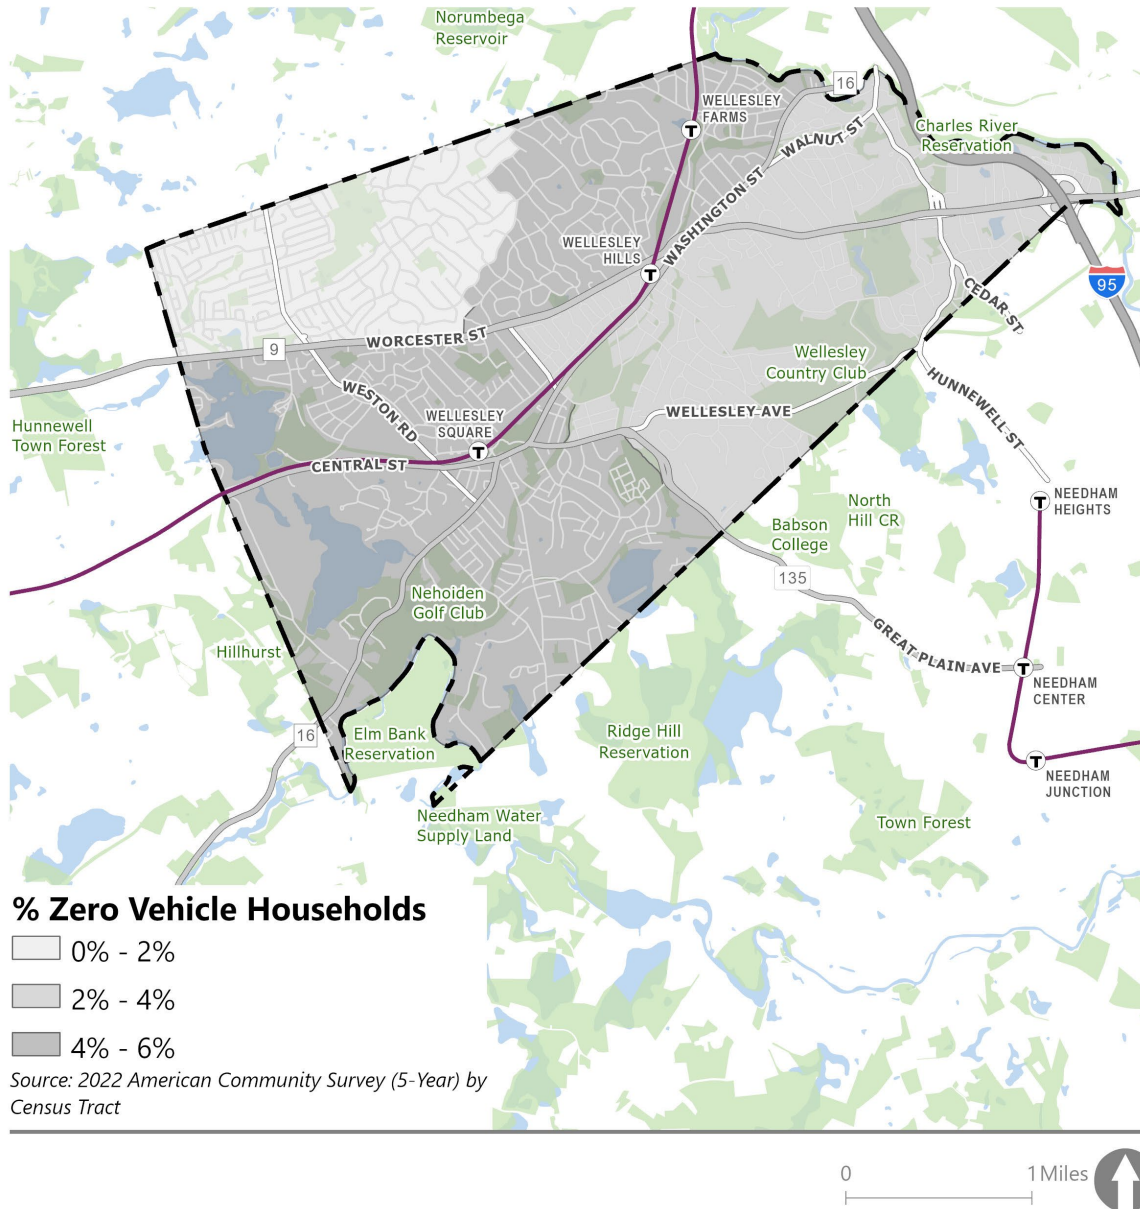 Norumbega
Reservoir
16
WELLESLEY
FARMS
WALNUT ST
Charles River
Reservation
WASHINGTON ST
WELLESLEY
HILLS
95
CEDAR ST
WORCESTER ST
9
Wellesley
Country Club
HUNNEWELL ST
WESTON RD
WELLESLEY
SQUARE
WELLESLEY AVE
Hunnewell
Town Forest
CENTRAL ST
NEEDHAM
HEIGHTS
North
Hill CR
Babson
College
135
Nehoiden
Golf Club
GREAT PLAIN AVE
Hillhurst
NEEDHAM
CENTER
16
Elm Bank
Reservation
Ridge Hill
Reservation
NEEDHAM
JUNCTION
Needham Water
Supply Land
Town Forest
T
T
T
T
T
T
% Zero Vehicle Households
0% - 2%
2% - 4%
4% - 6%
Source: 2022 American Community Survey (5-Year) by
Census Tract
0 1 Miles